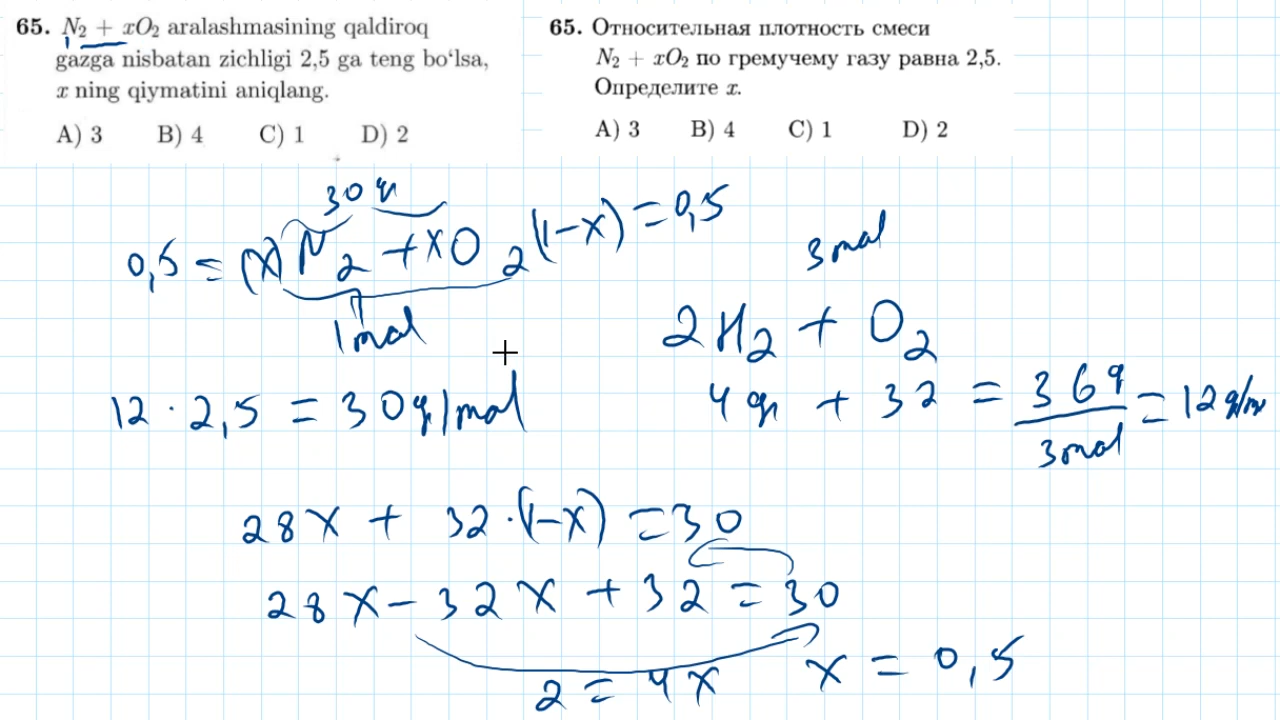 65. N₂ + xO₂ aralashmasining qaldiroq
gazga nisbatan zichligi 2,5 ga teng bo‘lsa,
x ning qiymatini aniqlang.
A) 3 B) 4 C) 1 D) 2
65. Относительная плотность смеси
N₂ + xO₂ по гремучему газу равна 2,5.
Определите x.
A) 3 B) 4 C) 1 D) 2
30 gr
0,5 = (x) N₂ + xO₂ (1-x) = 0,5
1 mol
12 · 2,5 = 30 g/mol
3 mol
2H₂ + O₂
4 gr + 32 = 36 g / 3 mol = 12 g/m
28x + 32 · (1-x) = 30
28x - 32x + 32 = 30
2 = 4x
x = 0,5